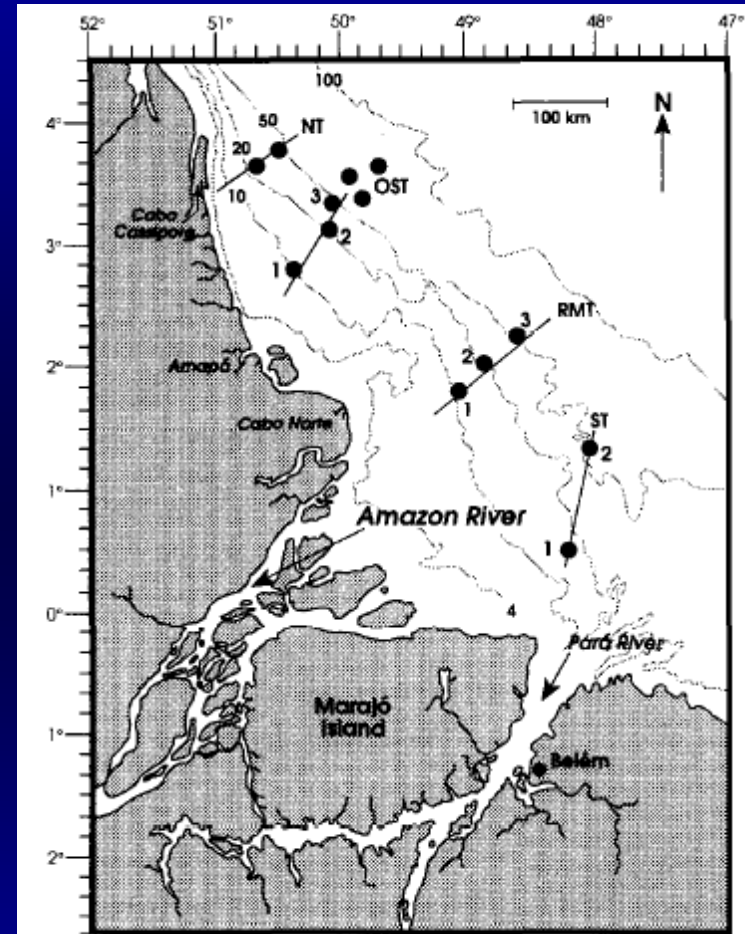 52°
51°
50°
49°
48°
47°
100
4°
50
NT
100 km
N
20
10
OST
3
Cabo
Cassipore
3°
2
1
3
RMT
2°
2
Amapá
1
Cabo Norte
ST
2
1°
Amazon River
1
0°
4
Pará River
Marajó
Island
1°
Belém
2°